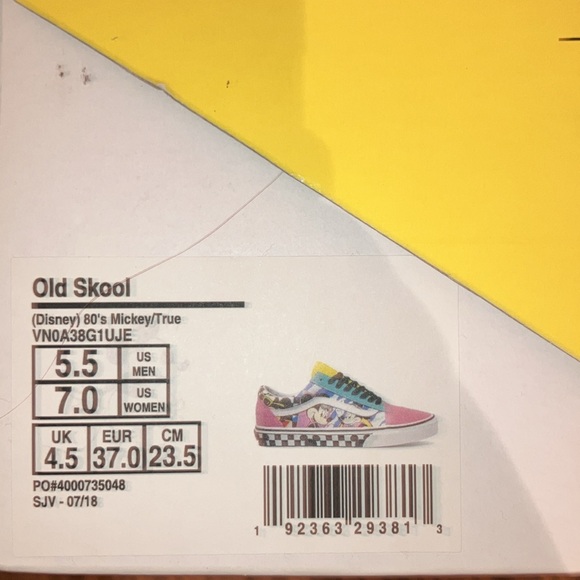 Old Skool
(Disney) 80's Mickey/True
VN0A38G1UJE
5.5 US MEN
7.0 US WOMEN
UK EUR CM
4.5 37.0 23.5
PO#4000735048
SJV - 07/18
1 92363 29381 3